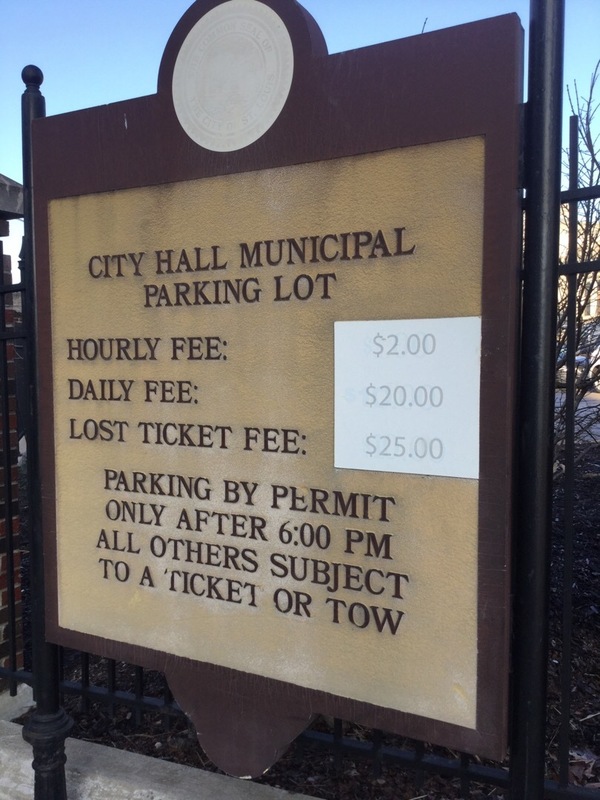 CITY HALL MUNICIPAL
PARKING LOT
HOURLY FEE: $2.00
DAILY FEE: $20.00
LOST TICKET FEE: $25.00
PARKING BY PERMIT
ONLY AFTER 6:00 PM
ALL OTHERS SUBJECT
TO A TICKET OR TOW